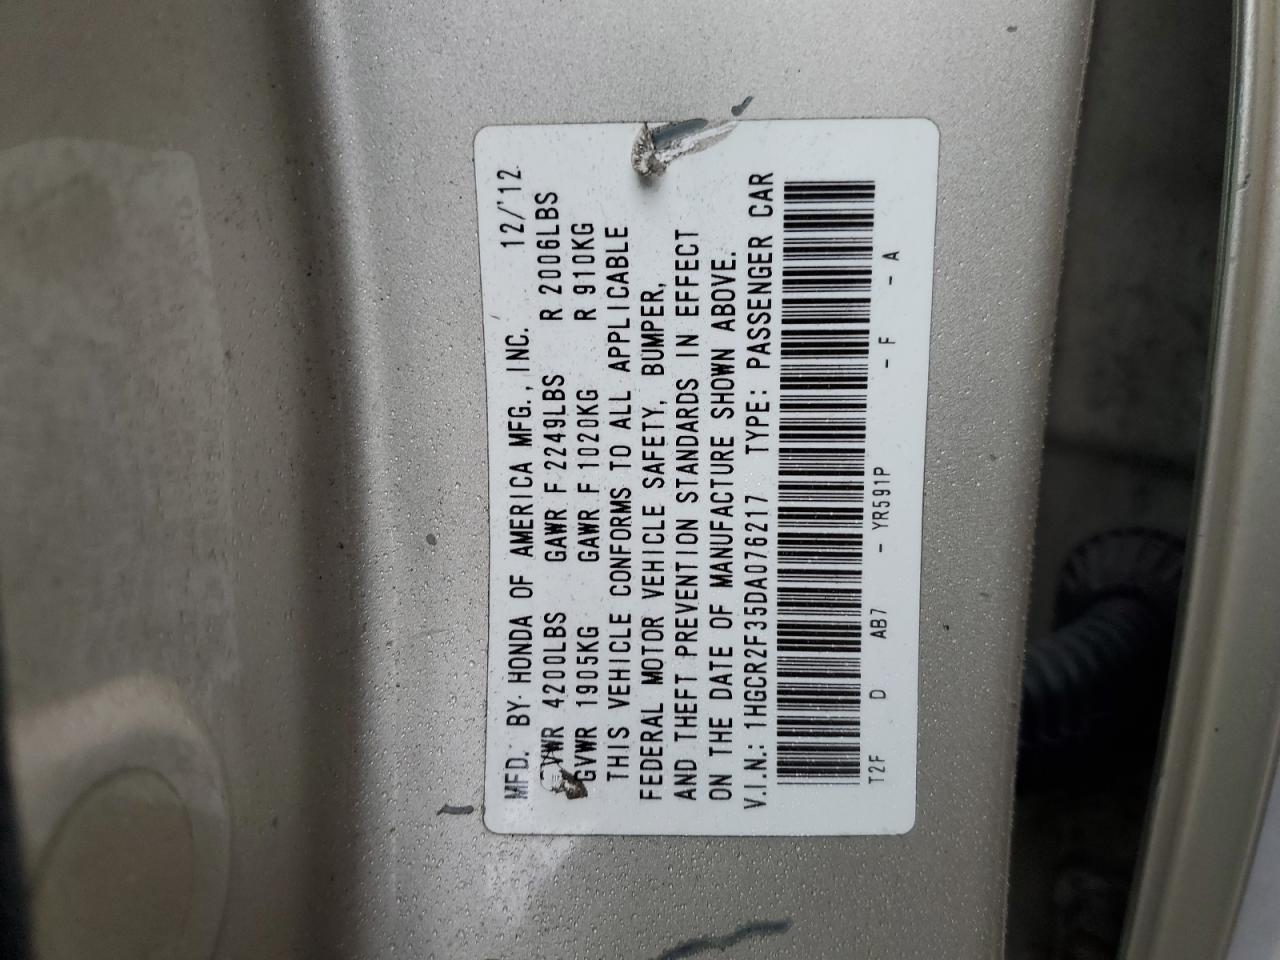 MFD. BY HONDA OF AMERICA MFG., INC. 12/'12
GVWR 4200LBS GAWR F 2249LBS R 2006LBS
GVWR 1905KG GAWR F 1020KG R 910KG
THIS VEHICLE CONFORMS TO ALL APPLICABLE
FEDERAL MOTOR VEHICLE SAFETY, BUMPER,
AND THEFT PREVENTION STANDARDS IN EFFECT
ON THE DATE OF MANUFACTURE SHOWN ABOVE.
V.I.N.: 1HGCR2F35DA076217 TYPE: PASSENGER CAR
T2F D AB7 - YR591P - F - A